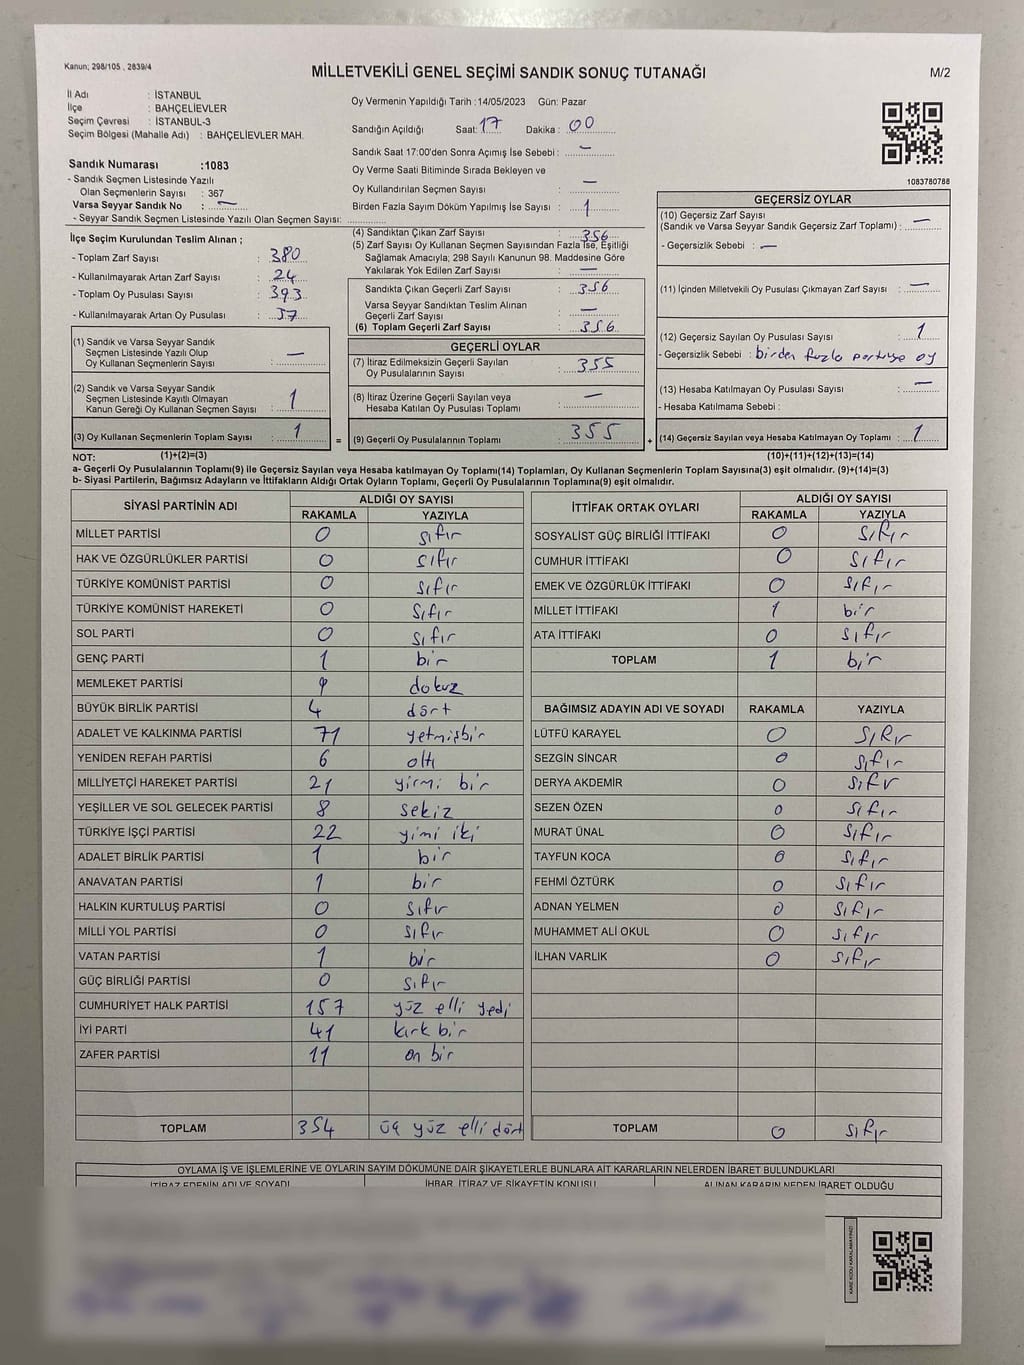 Kanun; 298/105 , 2839/4
MİLLETVEKİLİ GENEL SEÇİMİ SANDIK SONUÇ TUTANAĞI
M/2
İl Adı : İSTANBUL
İlçe : BAHÇELİEVLER
Seçim Çevresi : İSTANBUL-3
Seçim Bölgesi (Mahalle Adı) : BAHÇELİEVLER MAH.
Sandık Numarası :1083
- Sandık Seçmen Listesinde Yazılı
Olan Seçmenlerin Sayısı : 367
Varsa Seyyar Sandık No : —
- Seyyar Sandık Seçmen Listesinde Yazılı Olan Seçmen Sayısı:
Oy Vermenin Yapıldığı Tarih :14/05/2023 Gün: Pazar
Sandığın Açıldığı Saat: 17 Dakika : 00
Sandık Saat 17:00'den Sonra Açımış İse Sebebi : —
Oy Verme Saati Bitiminde Sırada Bekleyen ve
Oy Kullandırılan Seçmen Sayısı : —
Birden Fazla Sayım Döküm Yapılmış İse Sayısı : 1
1083780788
İlçe Seçim Kurulundan Teslim Alınan ;
- Toplam Zarf Sayısı : 380
- Kullanılmayarak Artan Zarf Sayısı : 24
- Toplam Oy Pusulası Sayısı : 393
- Kullanılmayarak Artan Oy Pusulası : 37
(1) Sandık ve Varsa Seyyar Sandık
Seçmen Listesinde Yazılı Olup
Oy Kullanan Seçmenlerin Sayısı : —
(2) Sandık ve Varsa Seyyar Sandık
Seçmen Listesinde Kayıtlı Olmayan
Kanun Gereği Oy Kullanan Seçmen Sayısı : 1
(3) Oy Kullanan Seçmenlerin Toplam Sayısı : 1
(4) Sandıktan Çıkan Zarf Sayısı : 356
(5) Zarf Sayısı Oy Kullanan Seçmen Sayısından Fazla İse, Eşitliği
Sağlamak Amacıyla; 298 Sayılı Kanunun 98. Maddesine Göre
Yakılarak Yok Edilen Zarf Sayısı : —
Sandıkta Çıkan Geçerli Zarf Sayısı : 356
Varsa Seyyar Sandıktan Teslim Alınan
Geçerli Zarf Sayısı : —
(6) Toplam Geçerli Zarf Sayısı : 356
GEÇERLİ OYLAR
(7) İtiraz Edilmeksizin Geçerli Sayılan
Oy Pusulalarının Sayısı : 355
(8) İtiraz Üzerine Geçerli Sayılan veya
Hesaba Katılan Oy Pusulası Toplamı : —
= (9) Geçerli Oy Pusulalarının Toplamı : 355
GEÇERSİZ OYLAR
(10) Geçersiz Zarf Sayısı
(Sandık ve Varsa Seyyar Sandık Geçersiz Zarf Toplamı) : —
- Geçersizlik Sebebi : —
(11) İçinden Milletvekili Oy Pusulası Çıkmayan Zarf Sayısı : —
(12) Geçersiz Sayılan Oy Pusulası Sayısı : 1
- Geçersizlik Sebebi : birden fazla partiye oy
(13) Hesaba Katılmayan Oy Pusulası Sayısı : —
- Hesaba Katılmama Sebebi :
+ (14) Geçersiz Sayılan veya Hesaba Katılmayan Oy Toplamı : 1
NOT: (1)+(2)=(3) (10)+(11)+(12)+(13)=(14)
a- Geçerli Oy Pusulalarının Toplamı(9) ile Geçersiz Sayılan veya Hesaba katılmayan Oy Toplamı(14) Toplamları, Oy Kullanan Seçmenlerin Toplam Sayısına(3) eşit olmalıdır. (9)+(14)=(3)
b- Siyasi Partilerin, Bağımsız Adayların ve İttifakların Aldığı Ortak Oyların Toplamı, Geçerli Oy Pusulalarının Toplamına(9) eşit olmalıdır.
SİYASİ PARTİNİN ADI ALDIĞI OY SAYISI
RAKAMLA YAZIYLA
MİLLET PARTİSİ 0 sıfır
HAK VE ÖZGÜRLÜKLER PARTİSİ 0 sıfır
TÜRKİYE KOMÜNİST PARTİSİ 0 sıfır
TÜRKİYE KOMÜNİST HAREKETİ 0 sıfır
SOL PARTİ 0 sıfır
GENÇ PARTİ 1 bir
MEMLEKET PARTİSİ 9 dokuz
BÜYÜK BİRLİK PARTİSİ 4 dört
ADALET VE KALKINMA PARTİSİ 71 yetmişbir
YENİDEN REFAH PARTİSİ 6 altı
MİLLİYETÇİ HAREKET PARTİSİ 21 yirmi bir
YEŞİLLER VE SOL GELECEK PARTİSİ 8 sekiz
TÜRKİYE İŞÇİ PARTİSİ 22 yimi iki
ADALET BİRLİK PARTİSİ 1 bir
ANAVATAN PARTİSİ 1 bir
HALKIN KURTULUŞ PARTİSİ 0 sıfır
MİLLİ YOL PARTİSİ 0 sıfır
VATAN PARTİSİ 1 bir
GÜÇ BİRLİĞİ PARTİSİ 0 sıfır
CUMHURİYET HALK PARTİSİ 157 yüz elli yedi
İYİ PARTİ 41 kırk bir
ZAFER PARTİSİ 11 on bir
TOPLAM 354 üç yüz elli dört
İTTİFAK ORTAK OYLARI ALDIĞI OY SAYISI
RAKAMLA YAZIYLA
SOSYALİST GÜÇ BİRLİĞİ İTTİFAKI 0 sıfır
CUMHUR İTTİFAKI 0 sıfır
EMEK VE ÖZGÜRLÜK İTTİFAKI 0 sıfır
MİLLET İTTİFAKI 1 bir
ATA İTTİFAKI 0 sıfır
TOPLAM 1 bir
BAĞIMSIZ ADAYIN ADI VE SOYADI RAKAMLA YAZIYLA
LÜTFÜ KARAYEL 0 sıfır
SEZGİN SİNCAR 0 sıfır
DERYA AKDEMİR 0 sıfır
SEZEN ÖZEN 0 sıfır
MURAT ÜNAL 0 sıfır
TAYFUN KOCA 0 sıfır
FEHMİ ÖZTÜRK 0 sıfır
ADNAN YELMEN 0 sıfır
MUHAMMET ALİ OKUL 0 sıfır
İLHAN VARLIK 0 sıfır
TOPLAM 0 sıfır
OYLAMA İŞ VE İŞLEMLERİNE VE OYLARIN SAYIM DÖKÜMÜNE DAİR ŞİKAYETLERLE BUNLARA AİT KARARLARIN NELERDEN İBARET BULUNDUKLARI
İTİRAZ EDENİN ADI VE SOYADI İHBAR, İTİRAZ VE ŞİKAYETİN KONUSU ALINAN KARARIN NEDEN İBARET OLDUĞU
KARE KODU KARALAMAYINIZ!